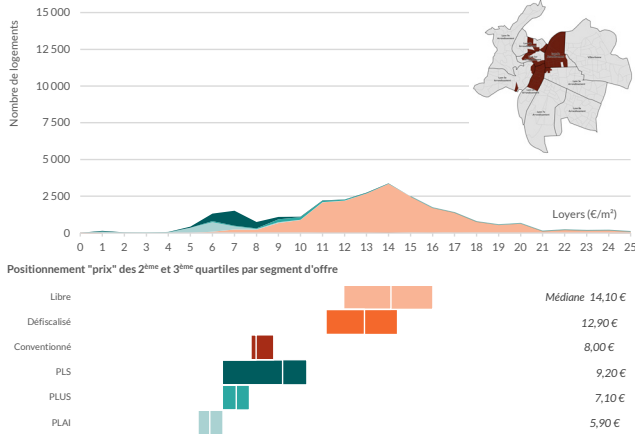 Nombre de logements
15 000
12 500
10 000
7 500
5 000
2 500
0
Loyers (€/m²)
0 1 2 3 4 5 6 7 8 9 10 11 12 13 14 15 16 17 18 19 20 21 22 23 24 25
Positionnement "prix" des 2ème et 3ème quartiles par segment d'offre
Libre Médiane 14,10 €
Défiscalisé 12,90 €
Conventionné 8,00 €
PLS 9,20 €
PLUS 7,10 €
PLAI 5,90 €